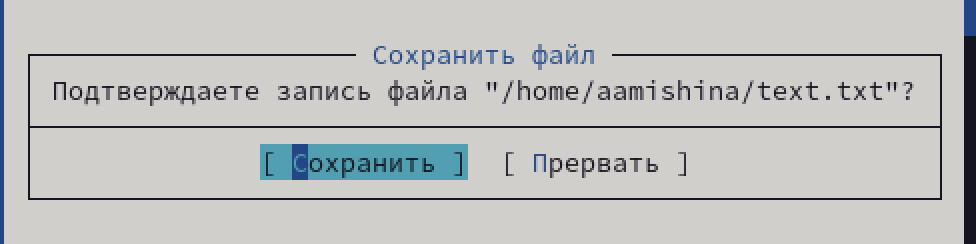 Сохранить файл
Подтверждаете запись файла "/home/aamishina/text.txt"?
[ Сохранить ] [ Прервать ]